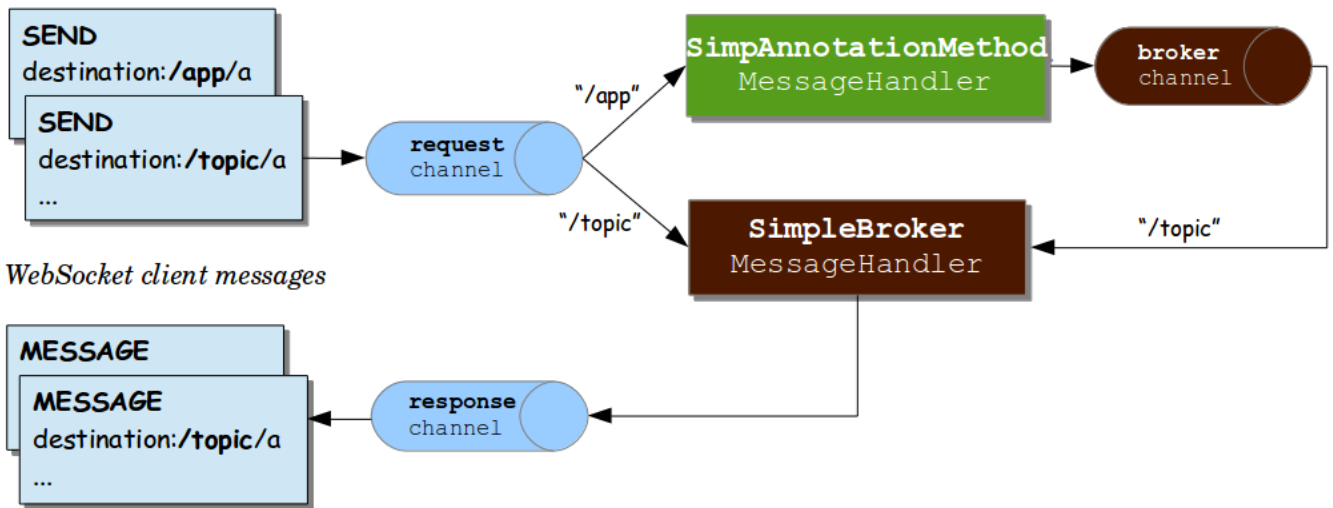 SEND
destination:/app/a
SEND
destination:/topic/a
...
WebSocket client messages
request
channel
“/app”
“/topic”
SimpAnnotationMethod
MessageHandler
broker
channel
SimpleBroker
MessageHandler
“/topic”
MESSAGE
MESSAGE
destination:/topic/a
...
response
channel